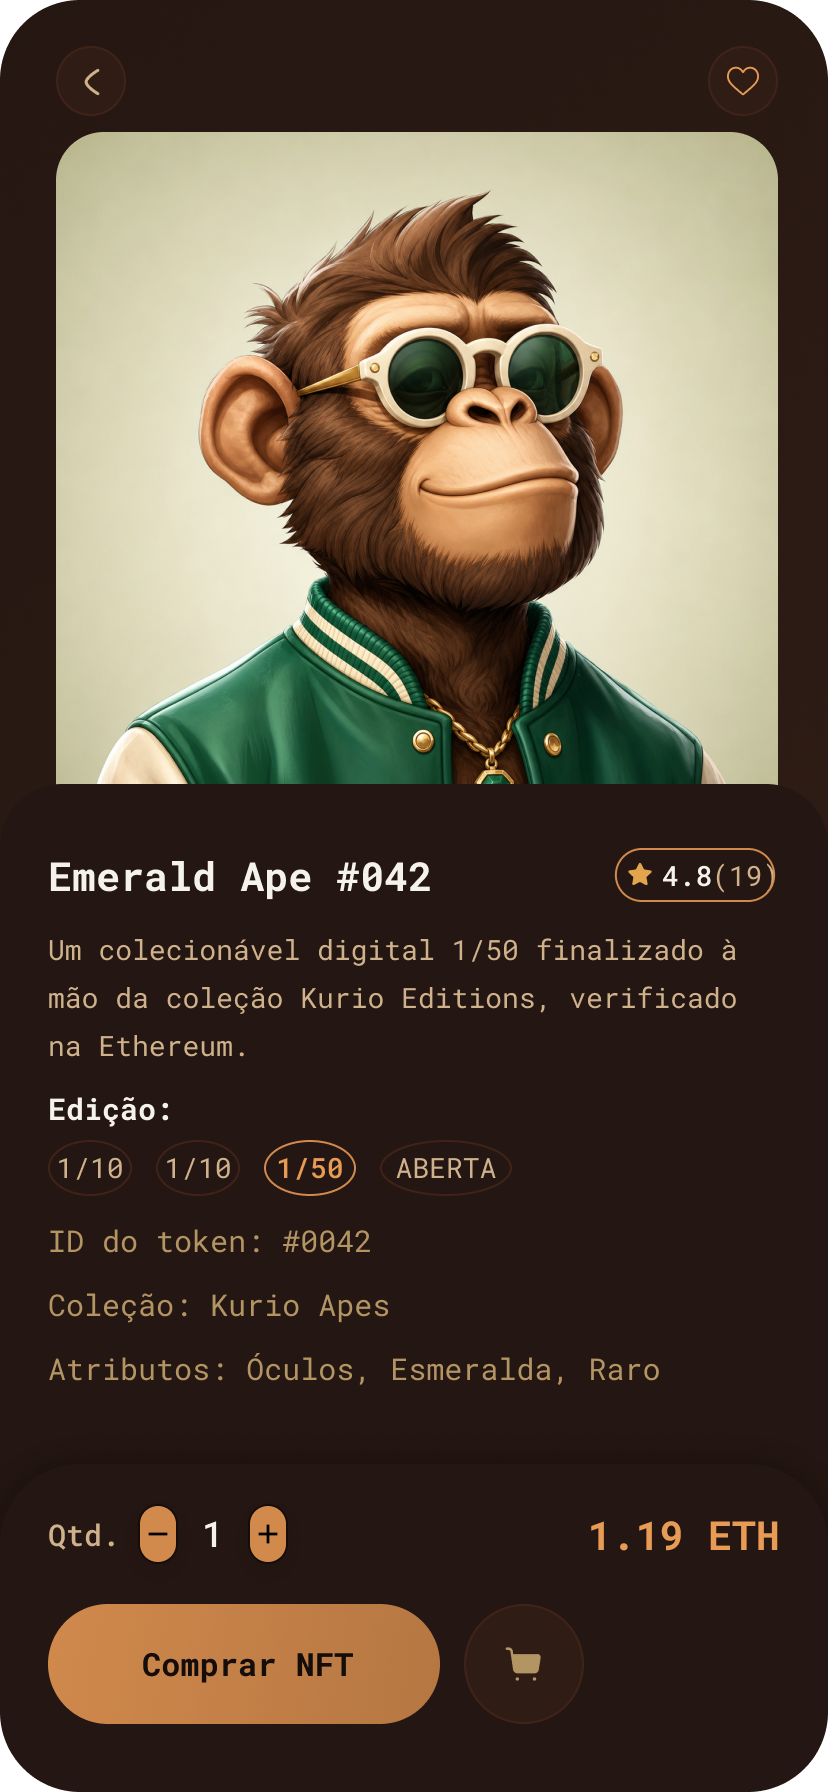 Emerald Ape #042
4.8(19)
Um colecionável digital 1/50 finalizado à
mão da coleção Kurio Editions, verificado
na Ethereum.
Edição:
1/10 1/10 1/50 ABERTA
ID do token: #0042
Coleção: Kurio Apes
Atributos: Óculos, Esmeralda, Raro
Qtd. − 1 + 1.19 ETH
Comprar NFT